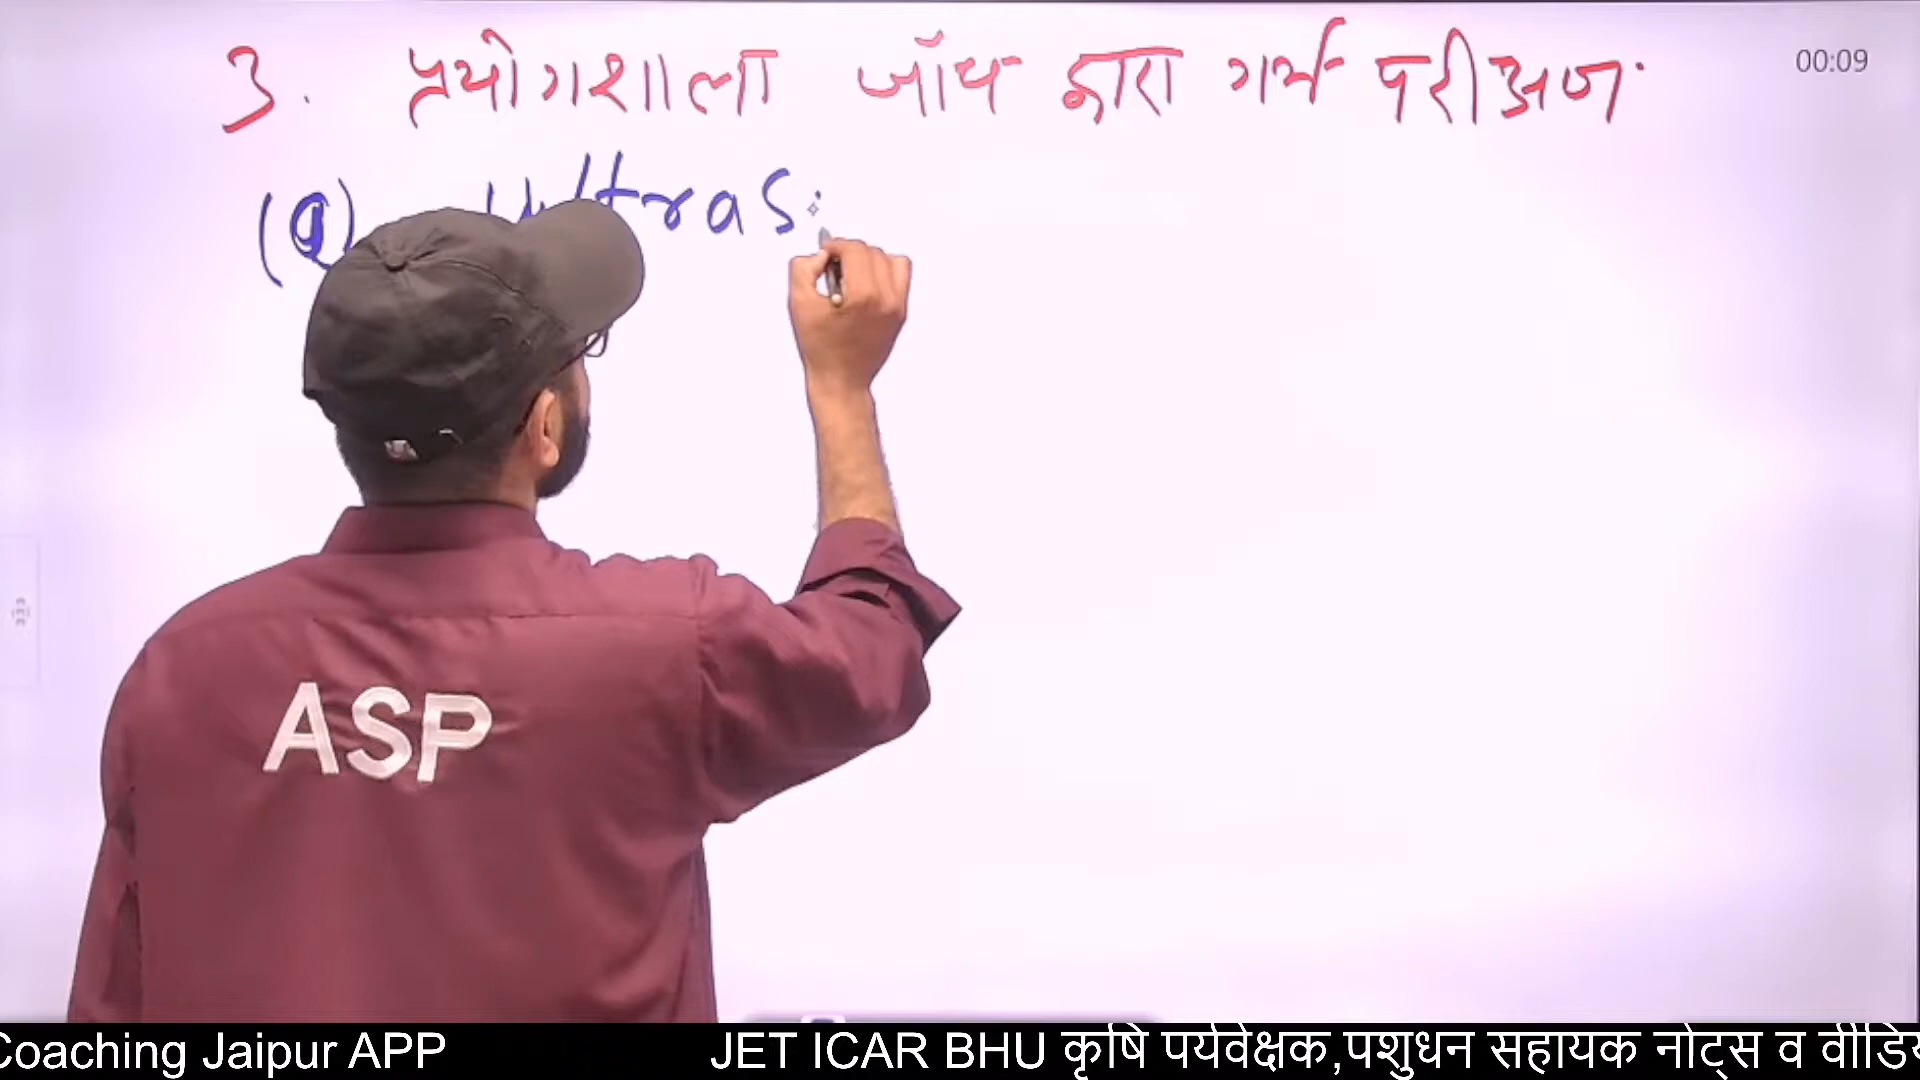 3. प्रयोगशाला जाँच द्वारा गर्भ परीक्षण
00:09
(a) ultras
ASP
Coaching Jaipur APP JET ICAR BHU कृषि पर्यवेक्षक,पशुधन सहायक नोट्स व वीडि